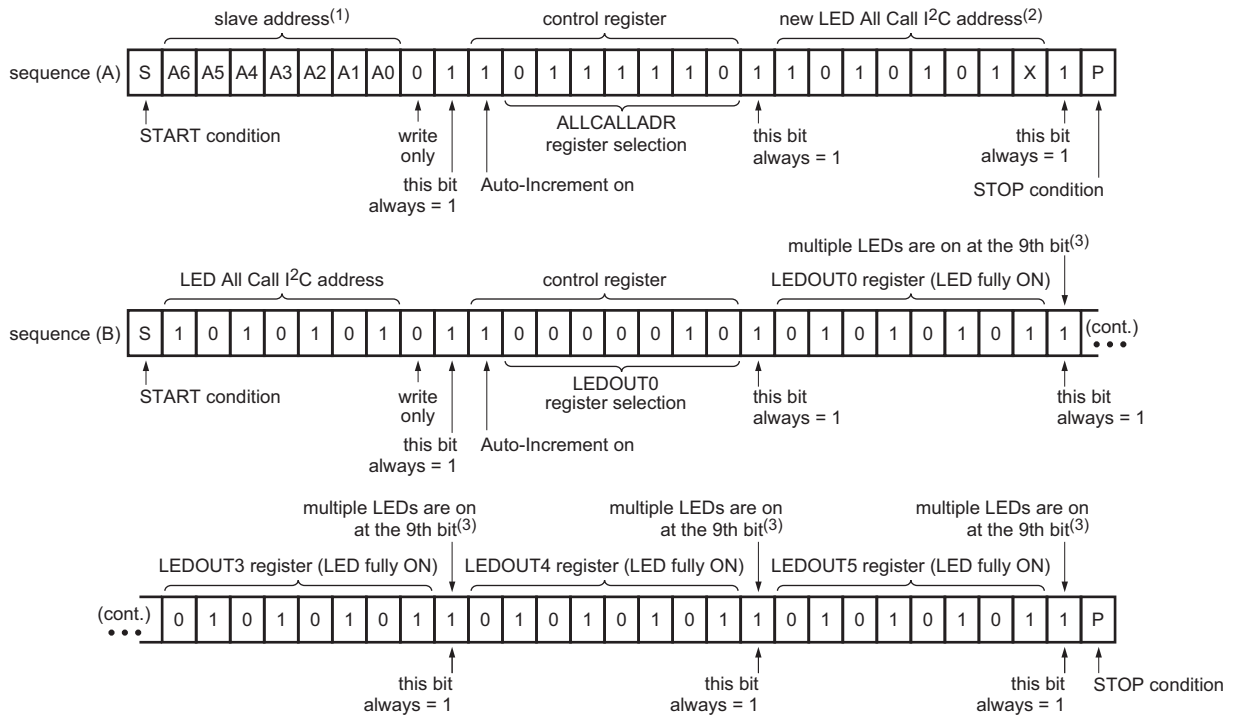 slave address(1)
control register
new LED All Call I2C address(2)
sequence (A)
S A6 A5 A4 A3 A2 A1 A0 0 1 1 0 1 1 1 1 1 0 1 1 0 1 0 1 0 1 X 1 P
START condition
write only
this bit always = 1
Auto-Increment on
ALLCALLADR register selection
this bit always = 1
this bit always = 1
STOP condition
multiple LEDs are on at the 9th bit(3)
LED All Call I2C address
control register
LEDOUT0 register (LED fully ON)
sequence (B)
S 1 0 1 0 1 0 1 0 1 1 0 0 0 0 0 1 0 1 0 1 0 1 0 1 0 1 1 (cont.)
START condition
write only
this bit always = 1
Auto-Increment on
LEDOUT0 register selection
this bit always = 1
this bit always = 1
multiple LEDs are on at the 9th bit(3)
multiple LEDs are on at the 9th bit(3)
multiple LEDs are on at the 9th bit(3)
LEDOUT3 register (LED fully ON)
LEDOUT4 register (LED fully ON)
LEDOUT5 register (LED fully ON)
(cont.)
0 1 0 1 0 1 0 1 1 0 1 0 1 0 1 0 1 1 0 1 0 1 0 1 0 1 1 P
this bit always = 1
this bit always = 1
this bit always = 1
STOP condition